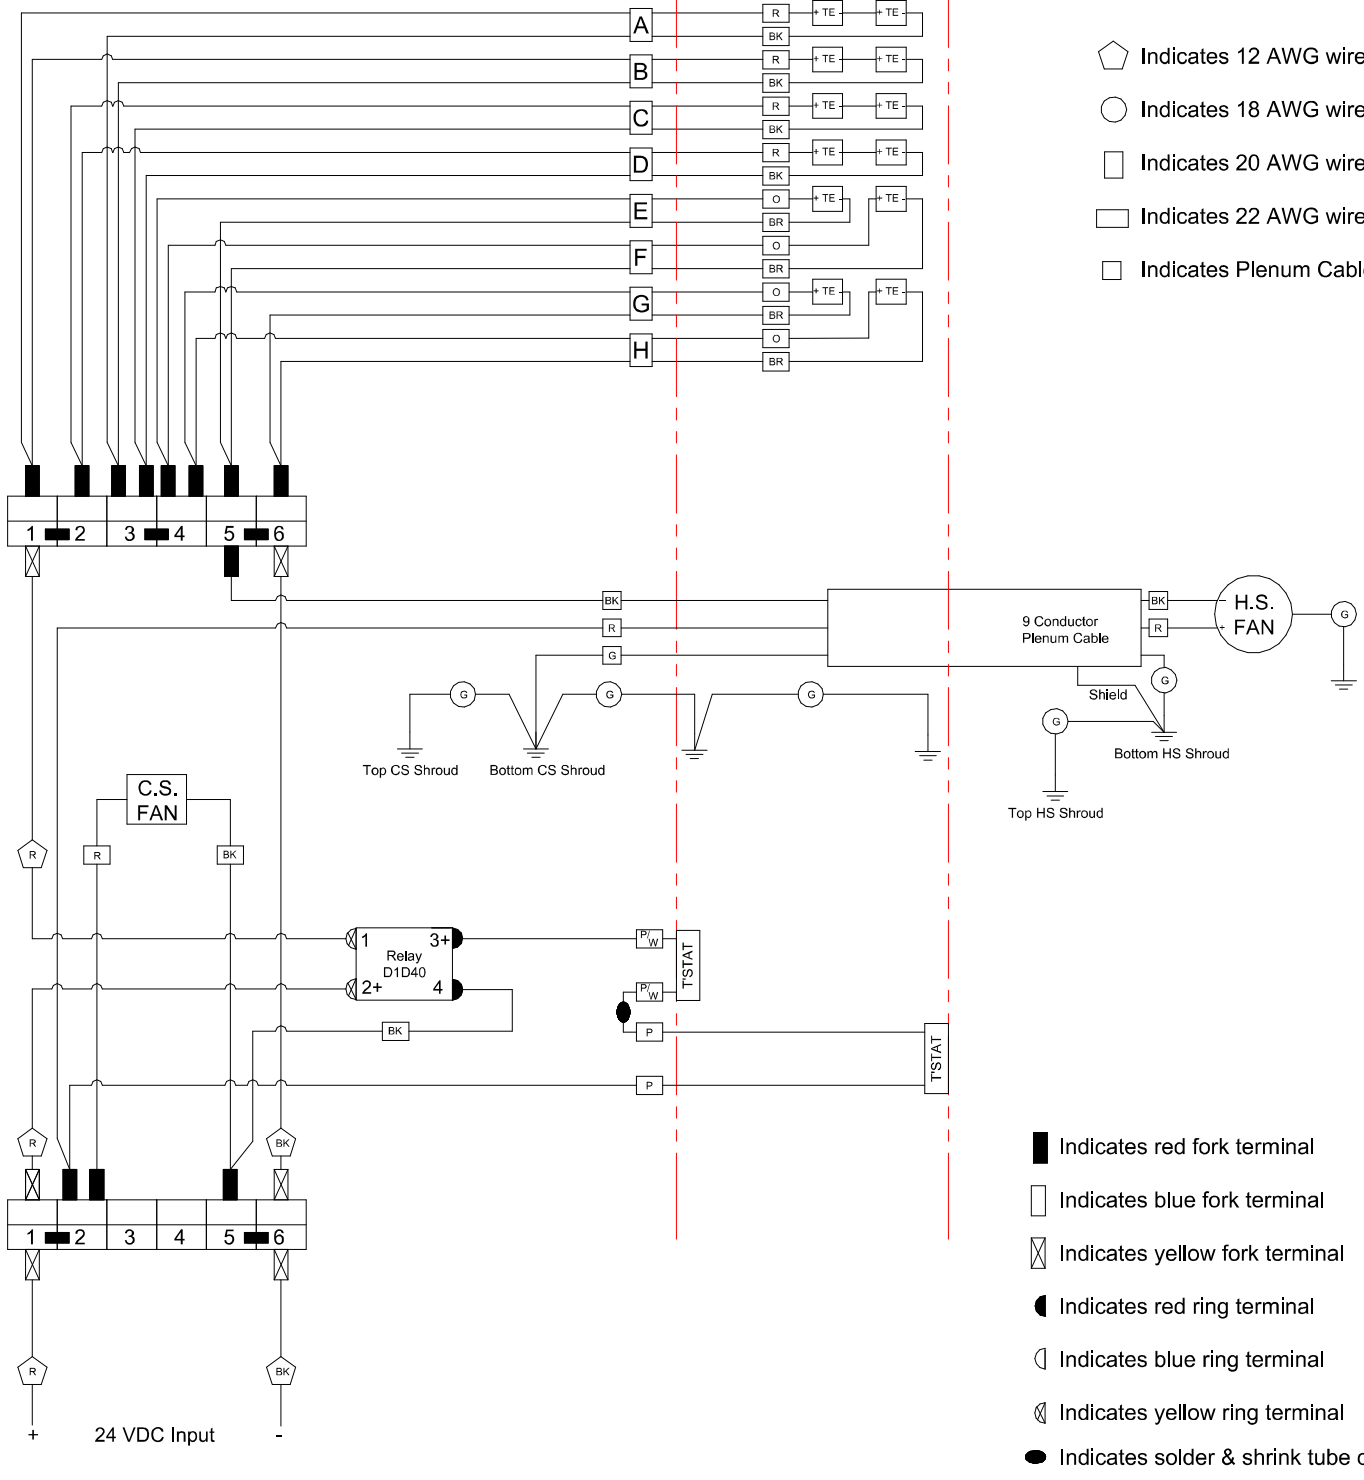 A R + TE - + TE -
BK
B R + TE - + TE -
BK
C R + TE - + TE -
BK
D R + TE - + TE -
BK
E O + TE - + TE -
BR
F O
BR
G O + TE - + TE -
BR
H O
BR
Indicates 12 AWG wire
Indicates 18 AWG wire
Indicates 20 AWG wire
Indicates 22 AWG wire
Indicates Plenum Cabl
1 2 3 4 5 6
BK
R
G
9 Conductor
Plenum Cable
BK
R
- H.S.
+ FAN
G
G
G
G
G
Shield
G
Top CS Shroud
Bottom CS Shroud
Bottom HS Shroud
Top HS Shroud
C.S.
FAN
R
R
BK
1 3+
Relay
D1D40
2+ 4
P/W
T'STAT
P/W
BK
P
T'STAT
P
R
BK
1 2 3 4 5 6
R
BK
+ 24 VDC Input -
Indicates red fork terminal
Indicates blue fork terminal
Indicates yellow fork terminal
Indicates red ring terminal
Indicates blue ring terminal
Indicates yellow ring terminal
Indicates solder & shrink tube